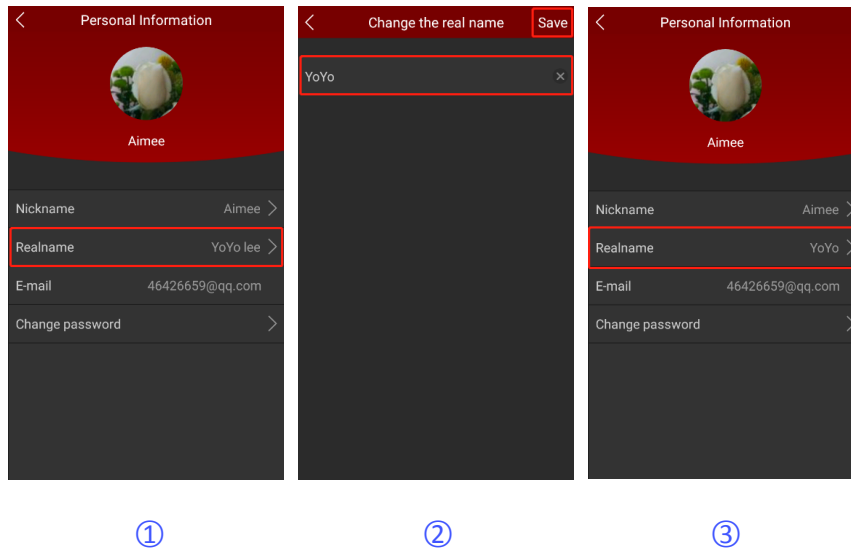 Personal Information
Aimee
Nickname Aimee
Realname YoYo lee
E-mail 46426659@qq.com
Change password
①
Change the real name Save
YoYo
②
Personal Information
Aimee
Nickname Aimee
Realname YoYo
E-mail 46426659@qq.com
Change password
③